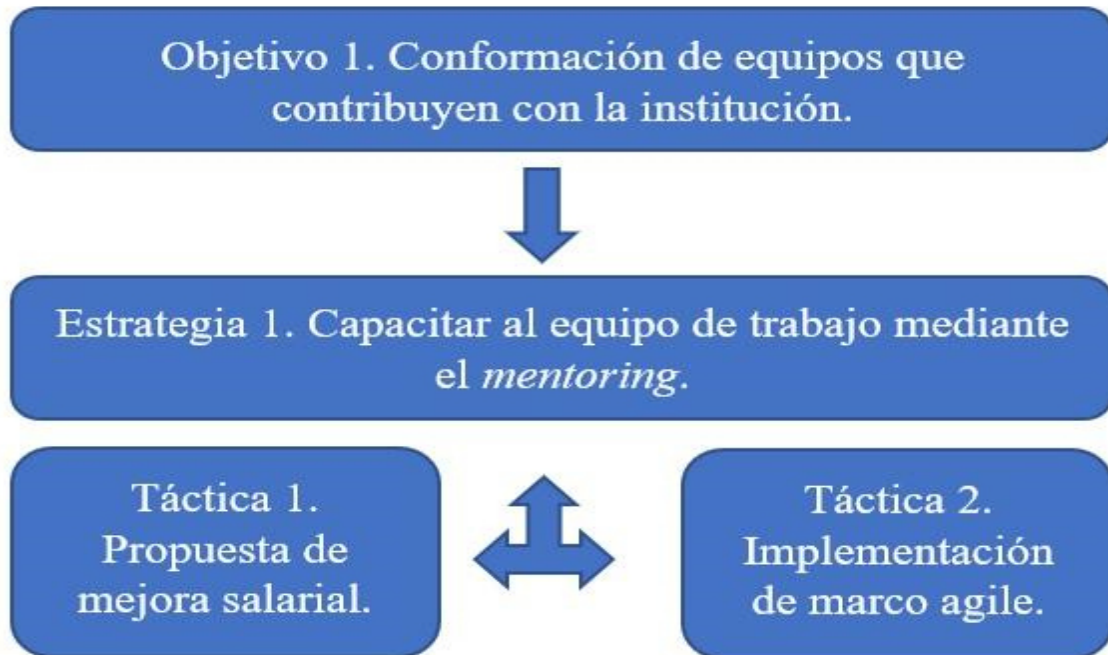 Objetivo 1. Conformación de equipos que
contribuyen con la institución.
Estrategia 1. Capacitar al equipo de trabajo mediante
el mentoring.
Táctica 1.
Propuesta de
mejora salarial.
Táctica 2.
Implementación
de marco agile.